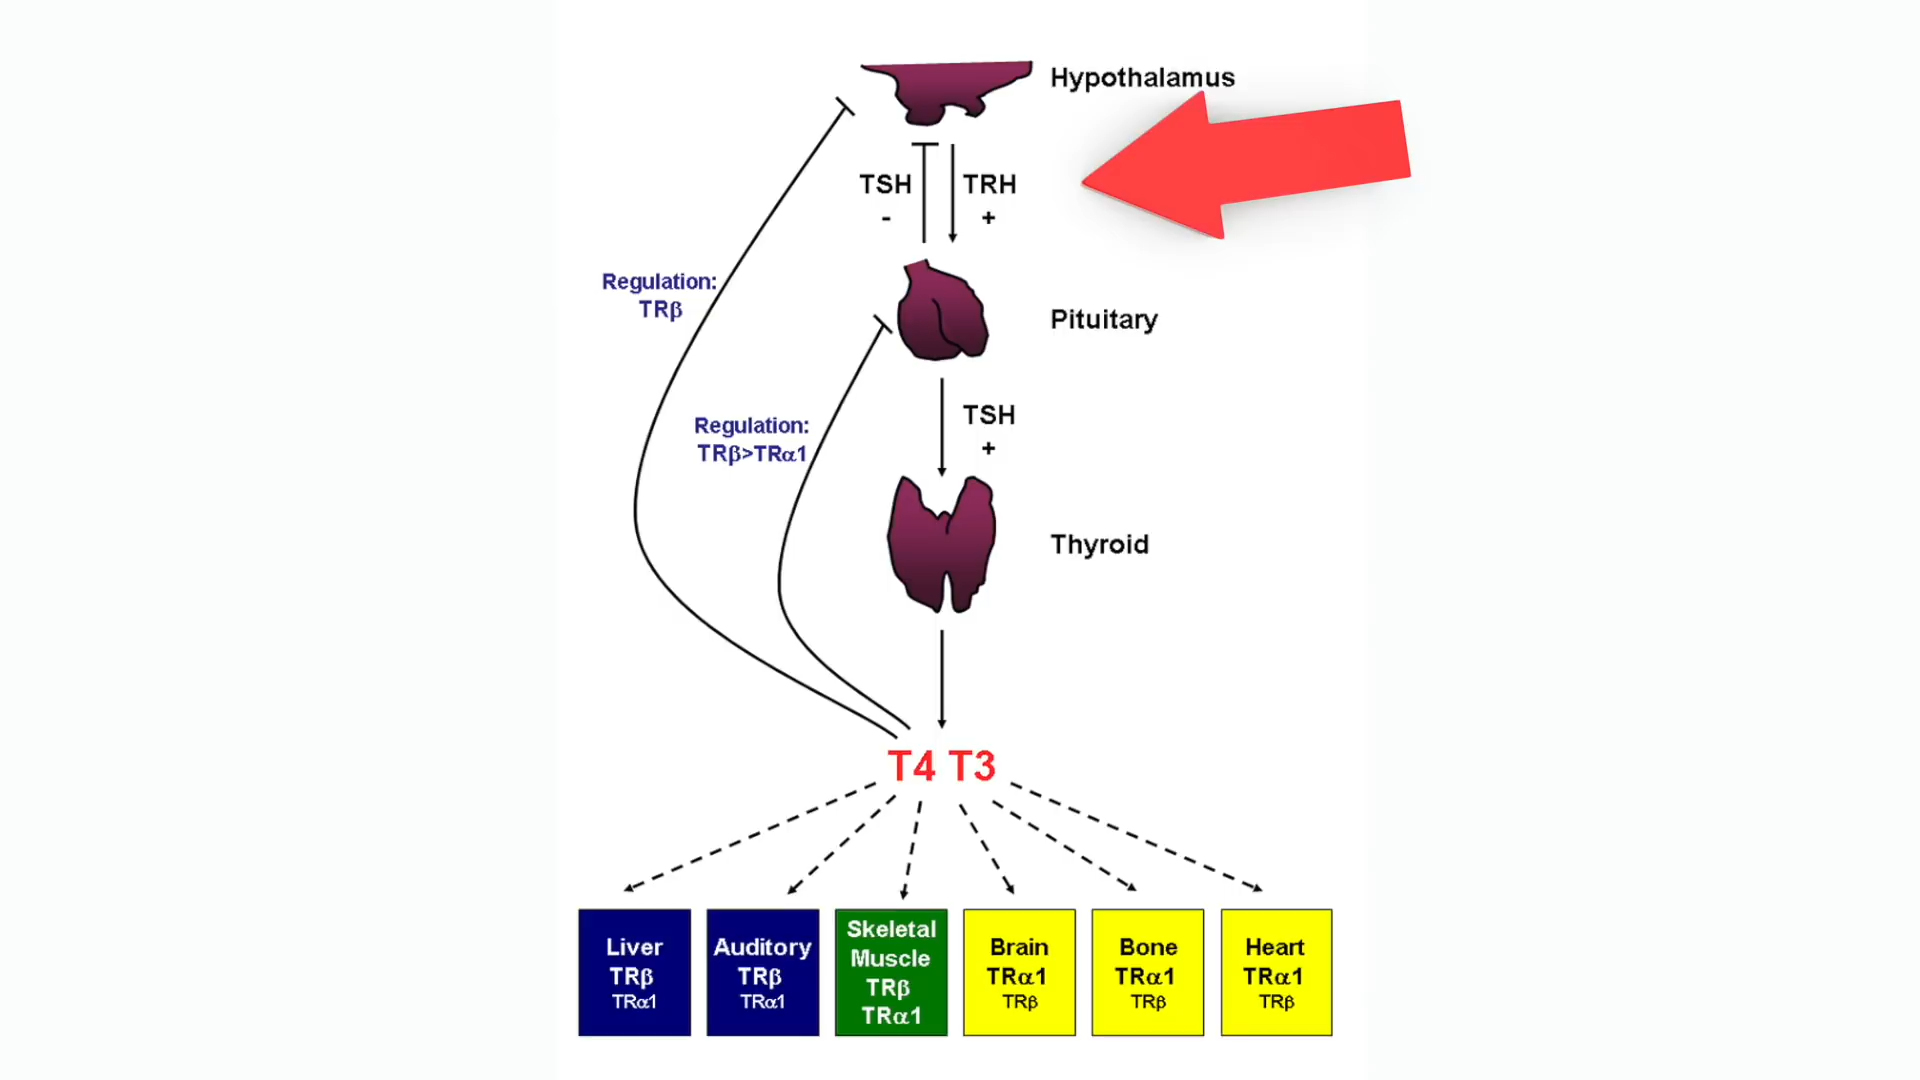 Hypothalamus
TSH
-
TRH
+
Regulation:
TRβ
Pituitary
Regulation:
TRβ>TRα1
TSH
+
Thyroid
T4 T3
Liver
TRβ
TRα1
Auditory
TRβ
TRα1
Skeletal
Muscle
TRβ
TRα1
Brain
TRα1
TRβ
Bone
TRα1
TRβ
Heart
TRα1
TRβ